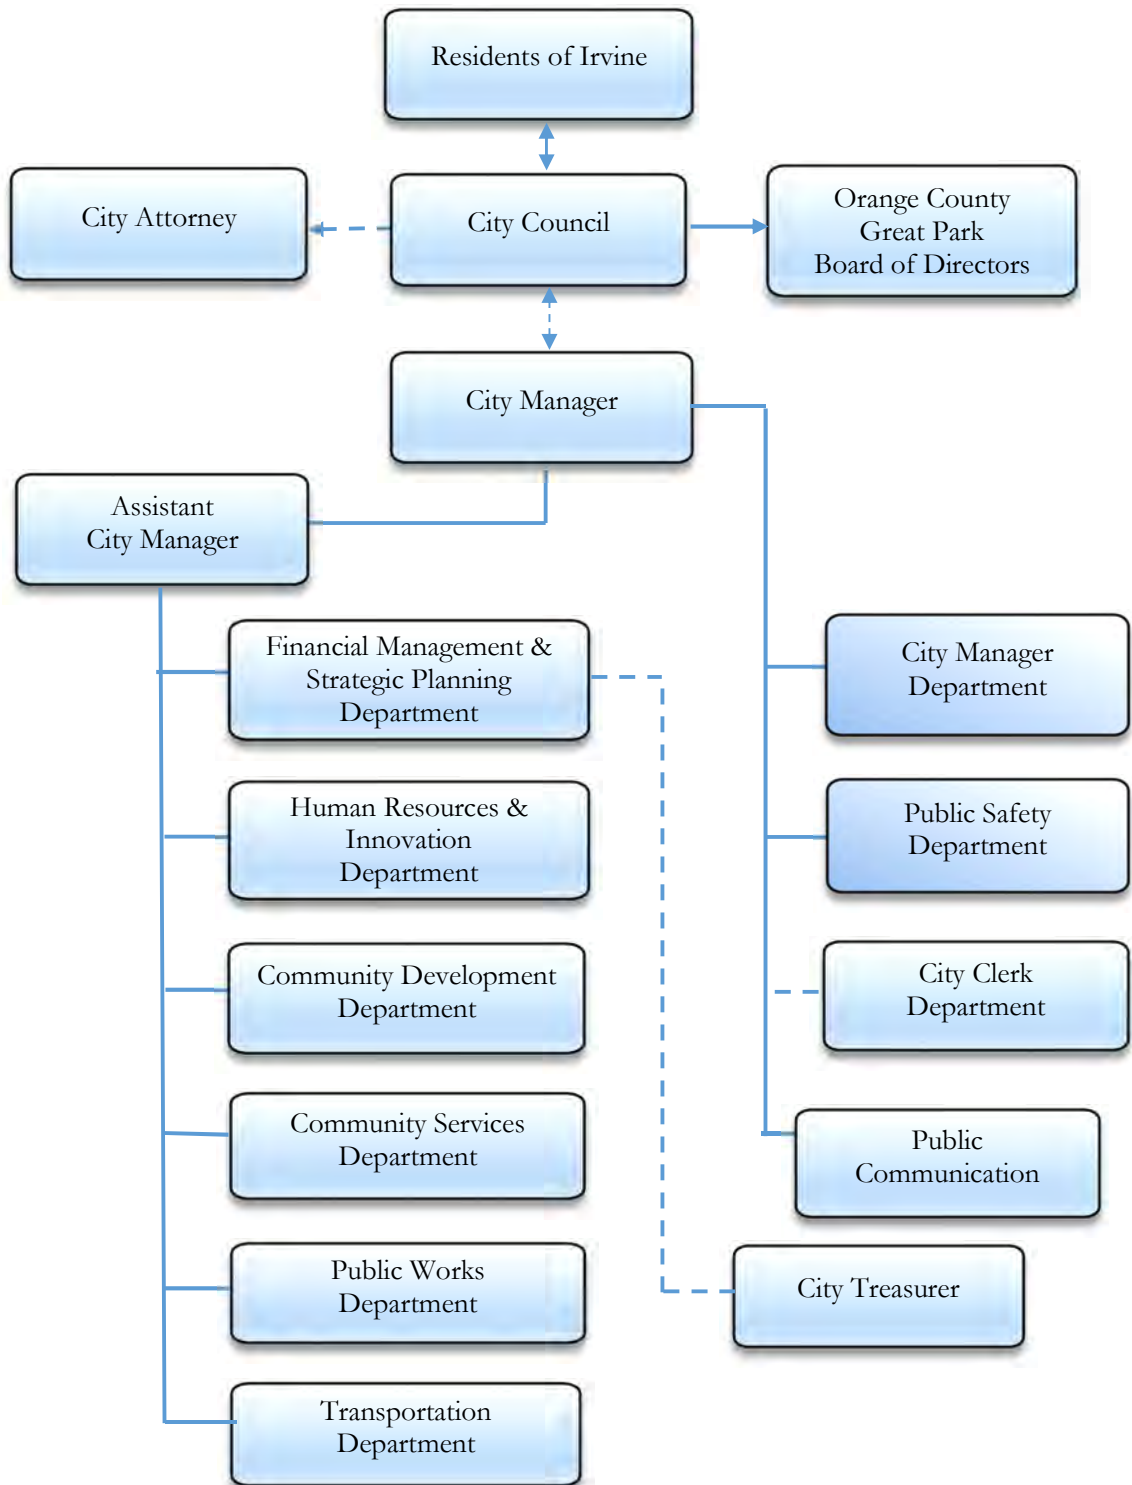 Residents of Irvine
City Attorney
City Council
Orange County
Great Park
Board of Directors
City Manager
Assistant
City Manager
Financial Management &
Strategic Planning
Department
Human Resources &
Innovation
Department
Community Development
Department
Community Services
Department
Public Works
Department
Transportation
Department
City Manager
Department
Public Safety
Department
City Clerk
Department
Public
Communication
City Treasurer